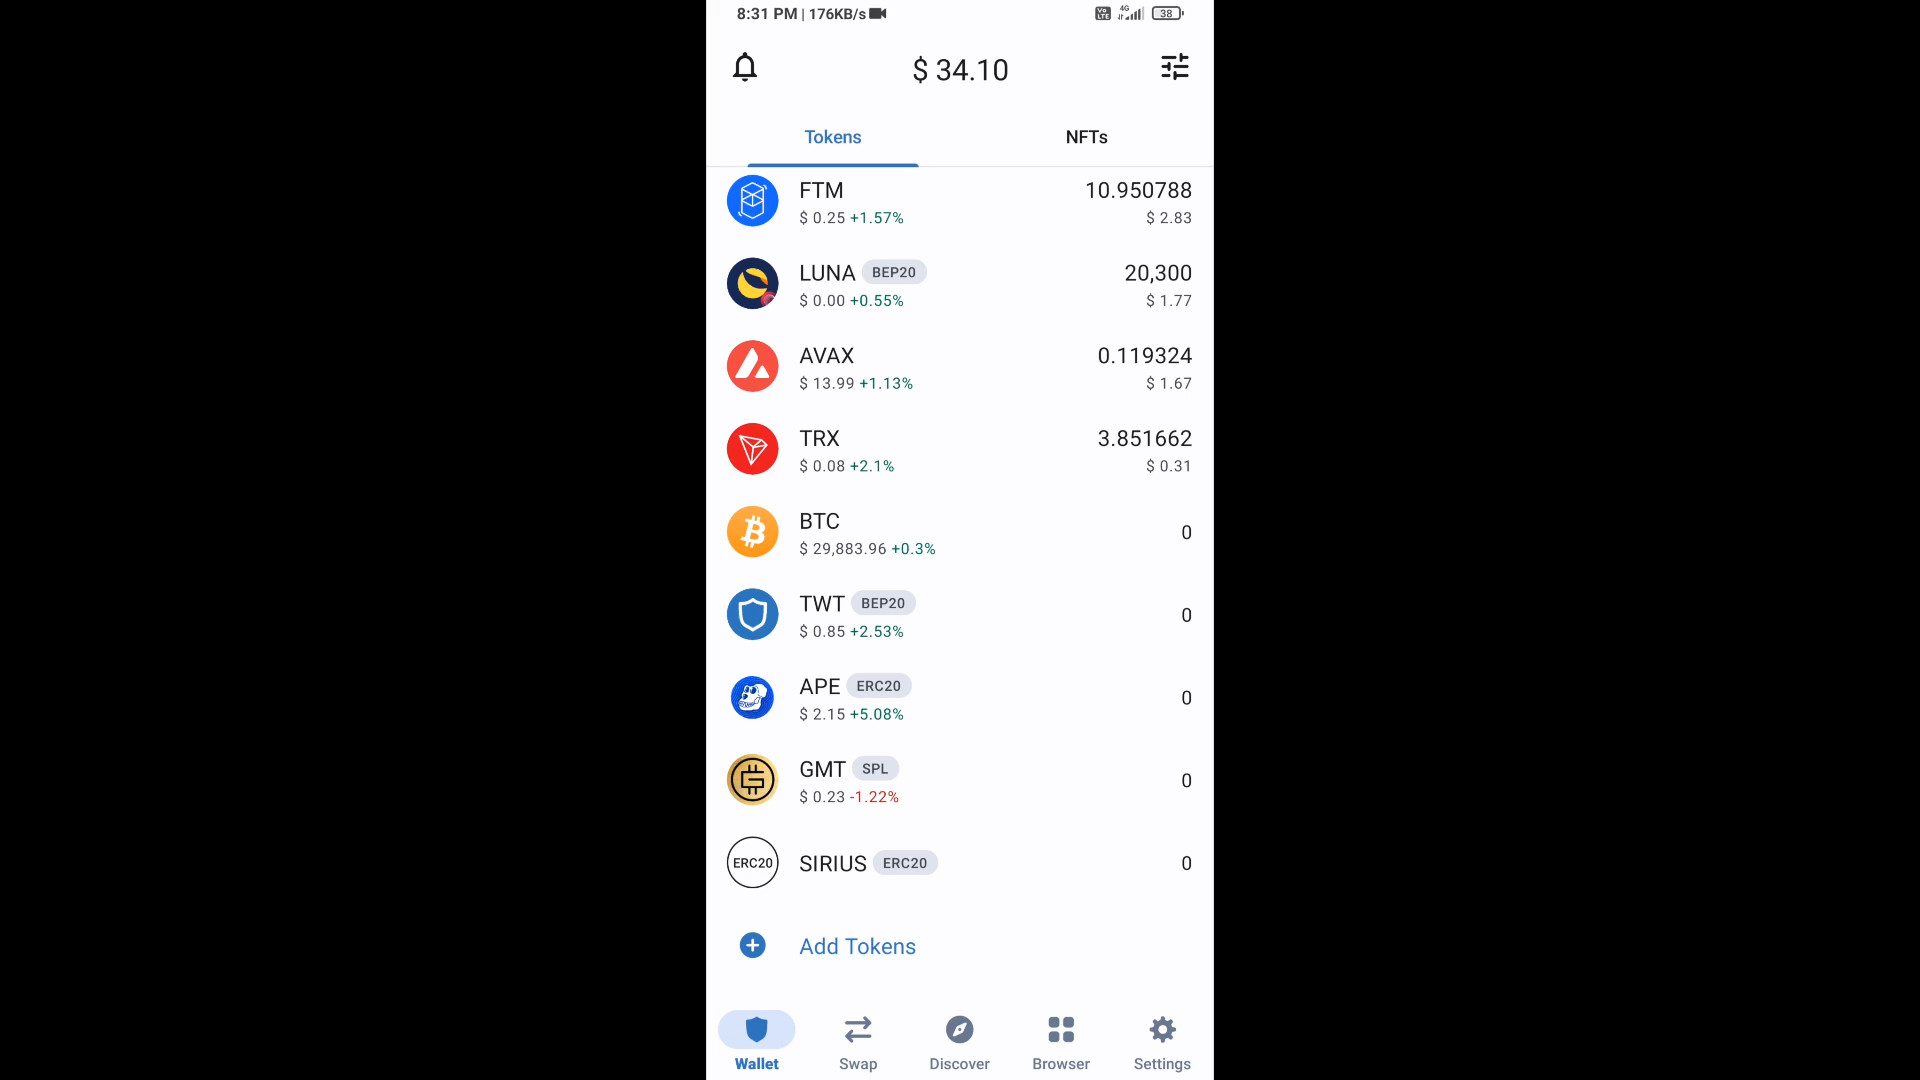 8:31 PM | 176KB/s
Vo LTE 4G 38
$ 34.10
Tokens NFTs
FTM 10.950788
$ 0.25 +1.57% $ 2.83
LUNA BEP20 20,300
$ 0.00 +0.55% $ 1.77
AVAX 0.119324
$ 13.99 +1.13% $ 1.67
TRX 3.851662
$ 0.08 +2.1% $ 0.31
BTC 0
$ 29,883.96 +0.3%
TWT BEP20 0
$ 0.85 +2.53%
APE ERC20 0
$ 2.15 +5.08%
GMT SPL 0
$ 0.23 -1.22%
ERC20 SIRIUS ERC20 0
Add Tokens
Wallet Swap Discover Browser Settings